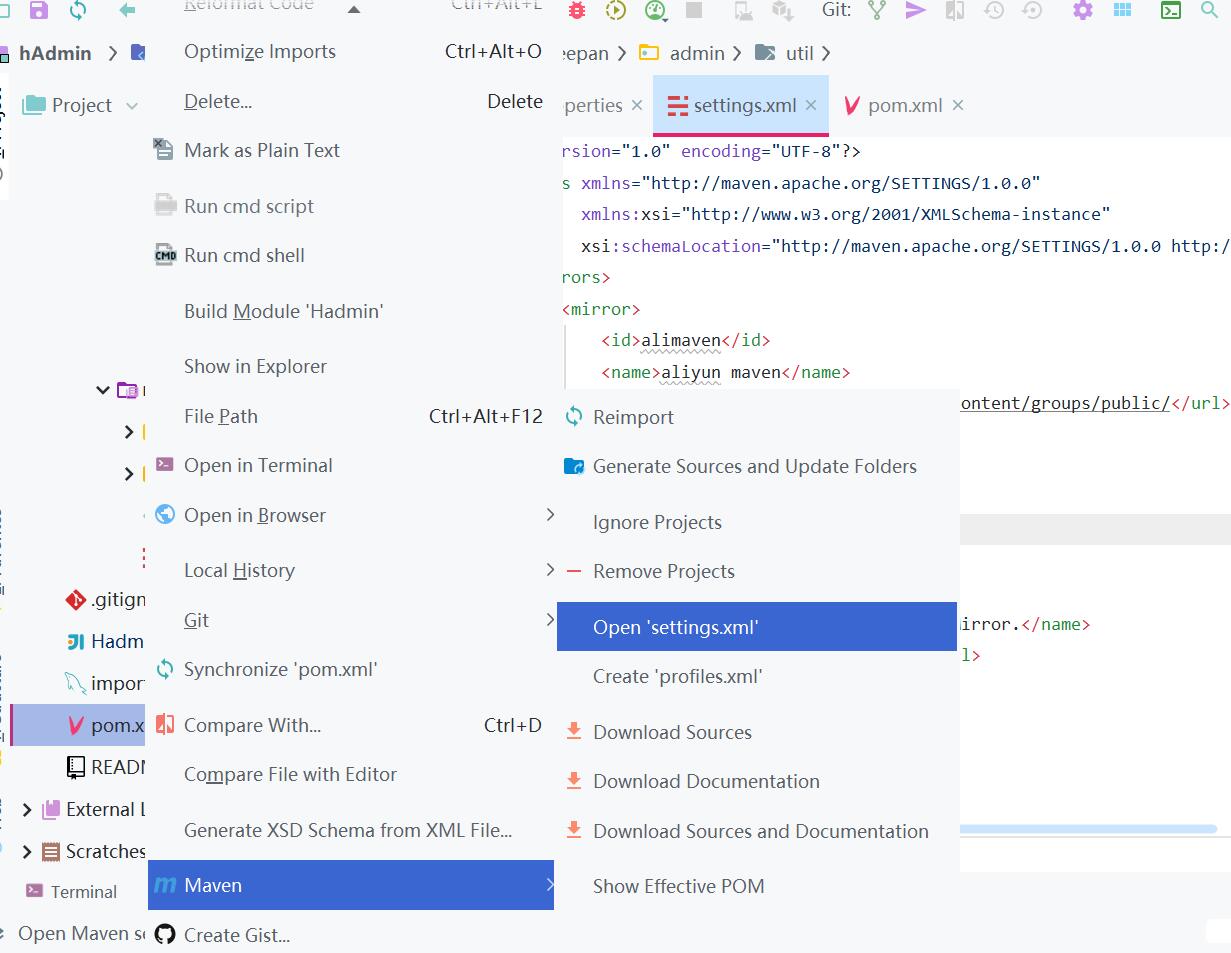 Reformat Code Ctrl+Alt+L
Git:
hAdmin
Optimize Imports Ctrl+Alt+O
eepan admin util
Project
Delete... Delete
perties settings.xml pom.xml
Mark as Plain Text
Run cmd script
Run cmd shell
Build Module 'Hadmin'
Show in Explorer
File Path Ctrl+Alt+F12
Open in Terminal
Open in Browser
Local History
Git
Synchronize 'pom.xml'
Compare With... Ctrl+D
Compare File with Editor
Generate XSD Schema from XML File...
Maven
Create Gist...
rsion="1.0" encoding="UTF-8"?>
s xmlns="http://maven.apache.org/SETTINGS/1.0.0"
xmlns:xsi="http://www.w3.org/2001/XMLSchema-instance"
xsi:schemaLocation="http://maven.apache.org/SETTINGS/1.0.0 http:/
rors>
<mirror>
<id>alimaven</id>
<name>aliyun maven</name>
ontent/groups/public/</url>
irror.</name>
l>
Reimport
Generate Sources and Update Folders
Ignore Projects
Remove Projects
Open 'settings.xml'
Create 'profiles.xml'
Download Sources
Download Documentation
Download Sources and Documentation
Show Effective POM
.gitign
Hadm
impor
pom.x
READ
External L
Scratches
Terminal
Open Maven se